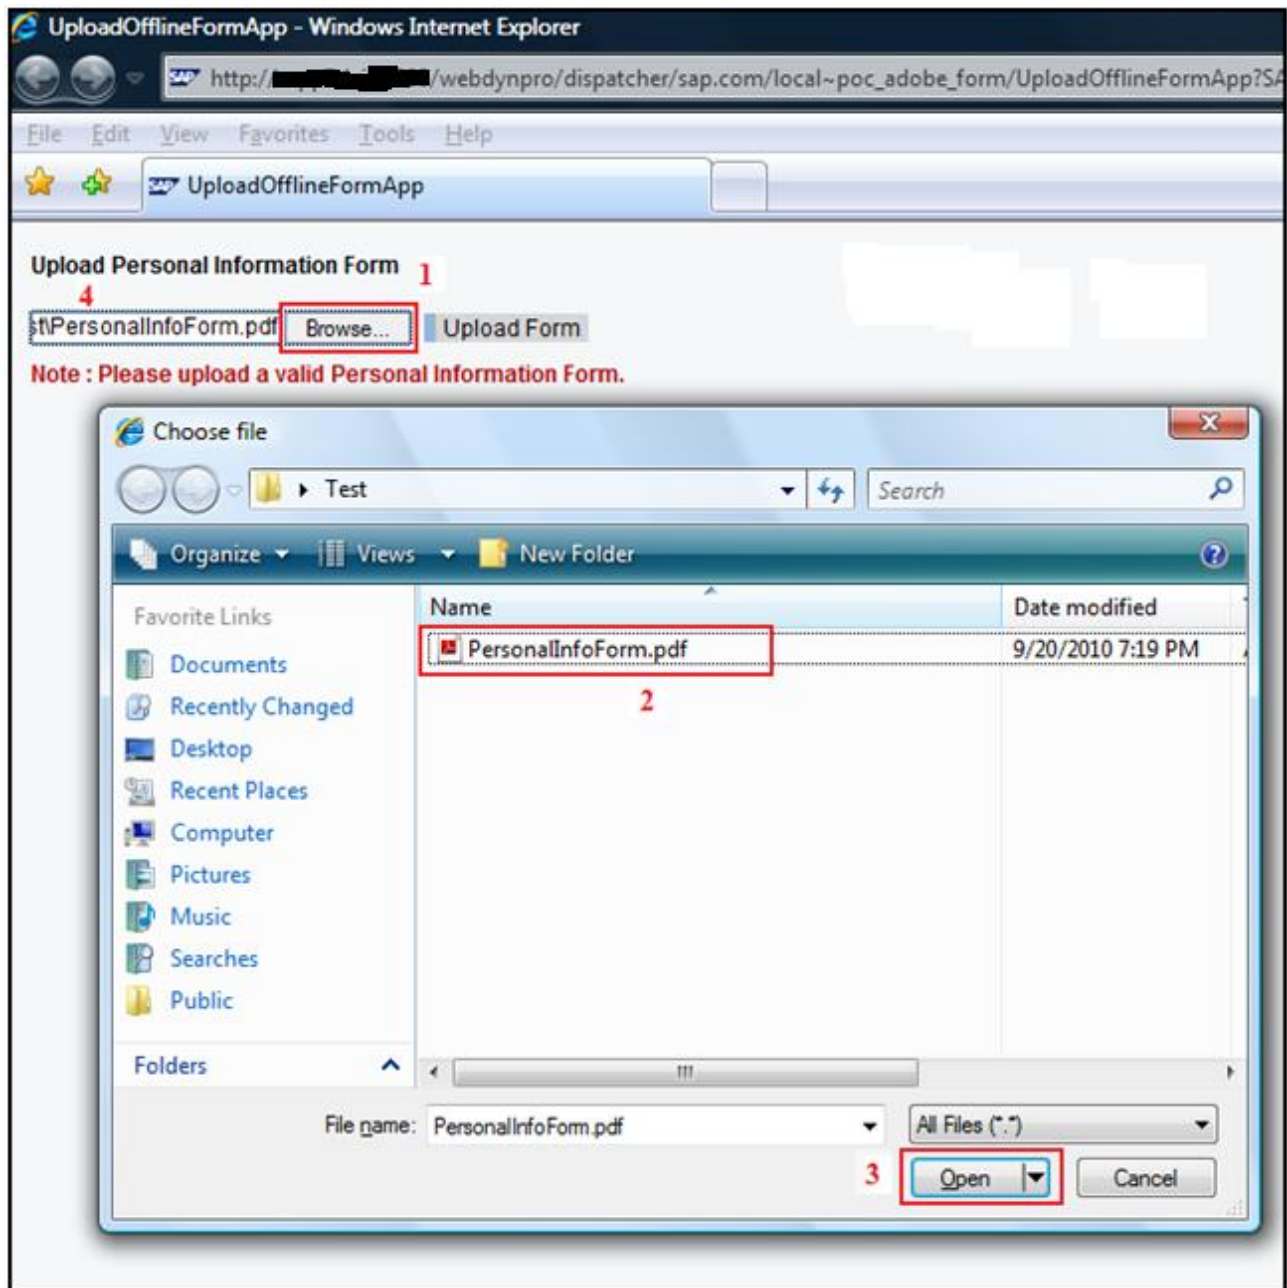 UploadOfflineFormApp - Windows Internet Explorer
SAP http:// /webdynpro/dispatcher/sap.com/local~poc_adobe_form/UploadOfflineFormApp?SA
File Edit View Favorites Tools Help
SAP UploadOfflineFormApp
Upload Personal Information Form 1
4
st\PersonalInfoForm.pdf Browse... Upload Form
Note : Please upload a valid Personal Information Form.
Choose file
Test Search
Organize Views New Folder
Favorite Links Name Date modified
PersonalInfoForm.pdf 9/20/2010 7:19 PM
Documents
2
Recently Changed
Desktop
Recent Places
Computer
Pictures
Music
Searches
Public
Folders
File name: PersonalInfoForm.pdf All Files (*.*)
3 Open Cancel